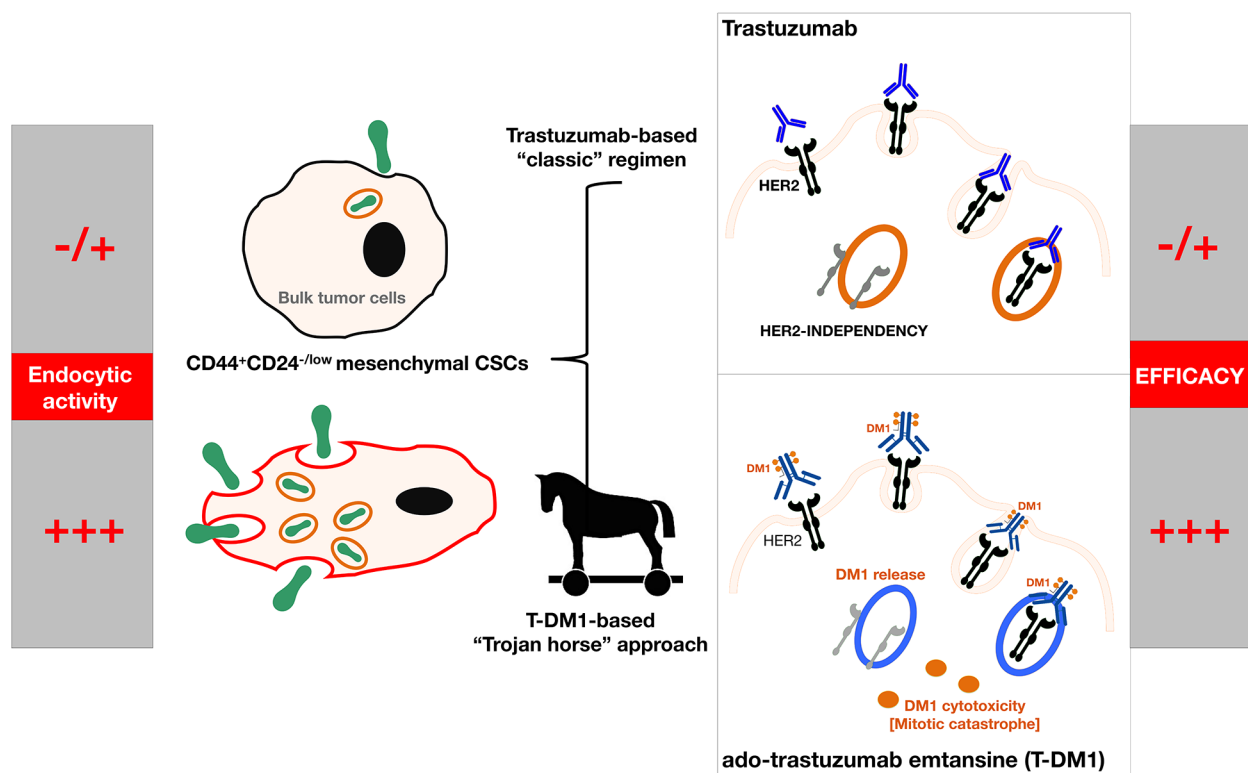 Trastuzumab
Trastuzumab-based
“classic” regimen
HER2
-/+
-/+
Bulk tumor cells
HER2-INDEPENDENCY
CD44+CD24-/low mesenchymal CSCs
Endocytic
activity
EFFICACY
DM1
DM1
DM1
HER2
+++
+++
DM1 release
DM1
T-DM1-based
“Trojan horse” approach
DM1 cytotoxicity
[Mitotic catastrophe]
ado-trastuzumab emtansine (T-DM1)